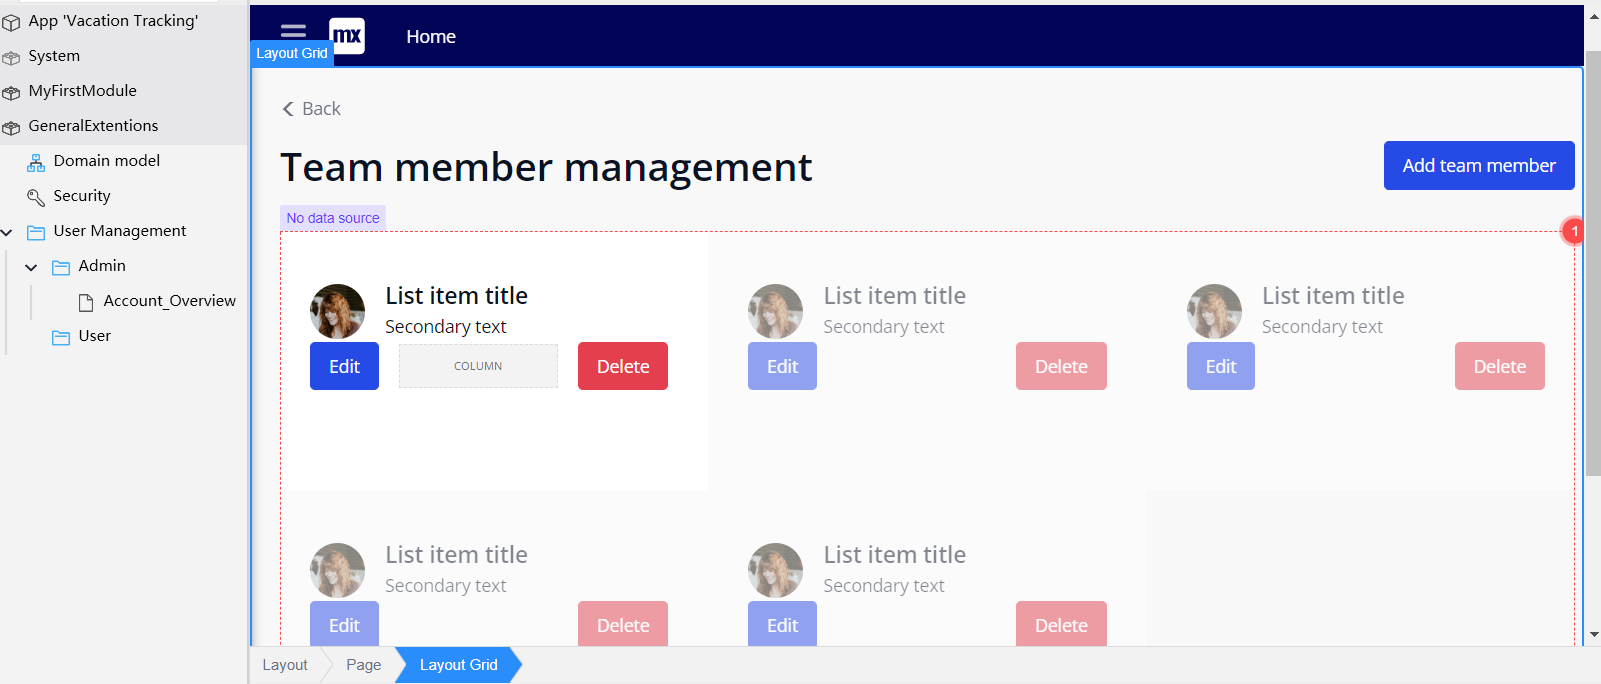 App 'Vacation Tracking'
System
MyFirstModule
GeneralExtentions
Domain model
Security
User Management
Admin
Account_Overview
User
mx
Home
Layout Grid
Back
Team member management
Add team member
No data source
1
List item title
Secondary text
Edit
COLUMN
Delete
List item title
Secondary text
Edit
Delete
List item title
Secondary text
Edit
Delete
List item title
Secondary text
Edit
Delete
List item title
Secondary text
Edit
Delete
Layout
Page
Layout Grid